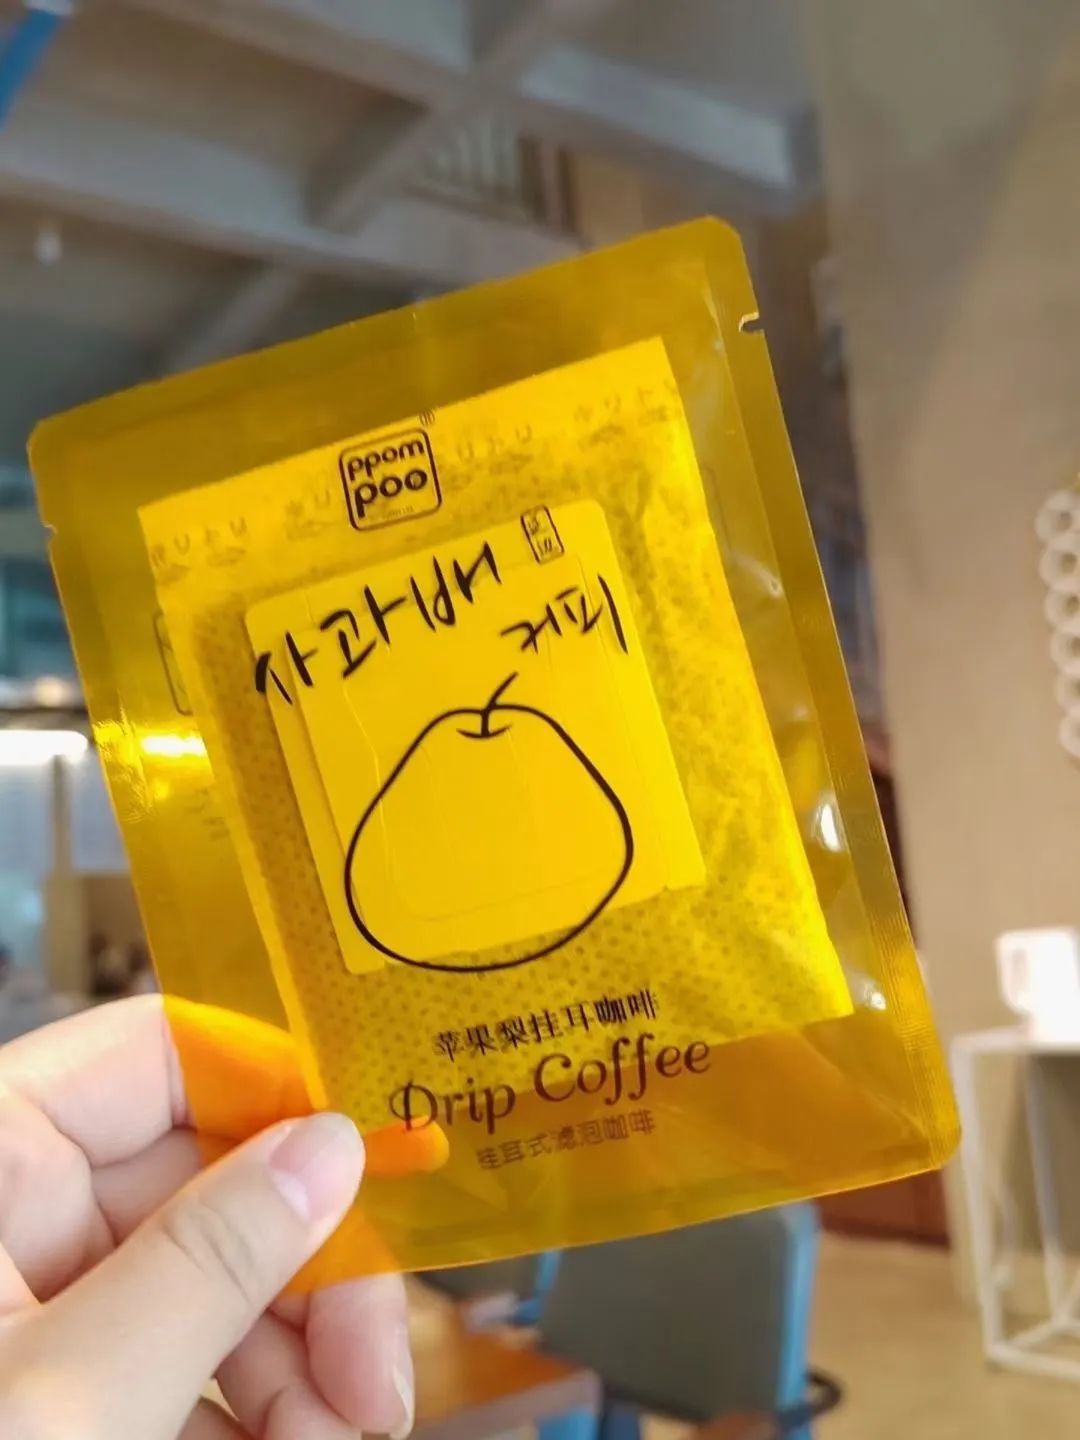 ppom
poo
®
사과배
커피
苹果梨挂耳咖啡
Drip Coffee
挂耳式滤泡咖啡